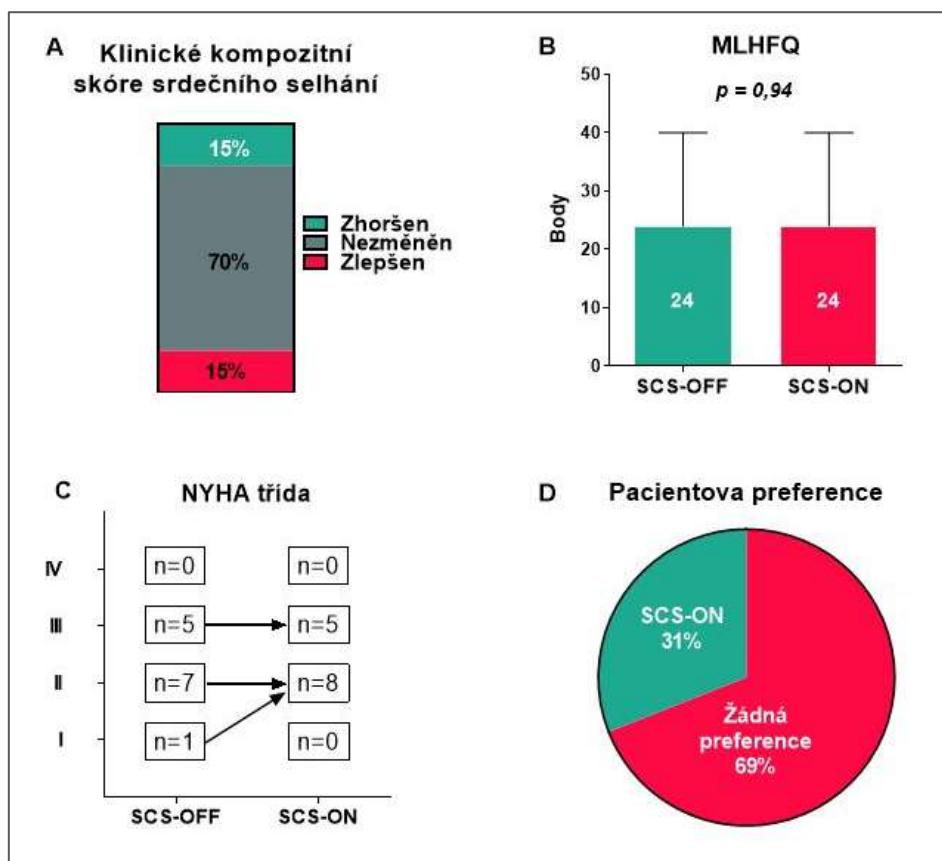 A
Klinické kompozitní
skóre srdečního selhání
15%
70%
15%
Zhoršen
Nezměněn
Zlepšen
B
MLHFQ
p = 0,94
Body
50
40
30
20
10
0
24
24
SCS-OFF
SCS-ON
C
NYHA třída
IV
n=0
n=0
III
n=5
n=5
II
n=7
n=8
I
n=1
n=0
SCS-OFF
SCS-ON
D
Pacientova preference
SCS-ON
31%
Žádná
preference
69%